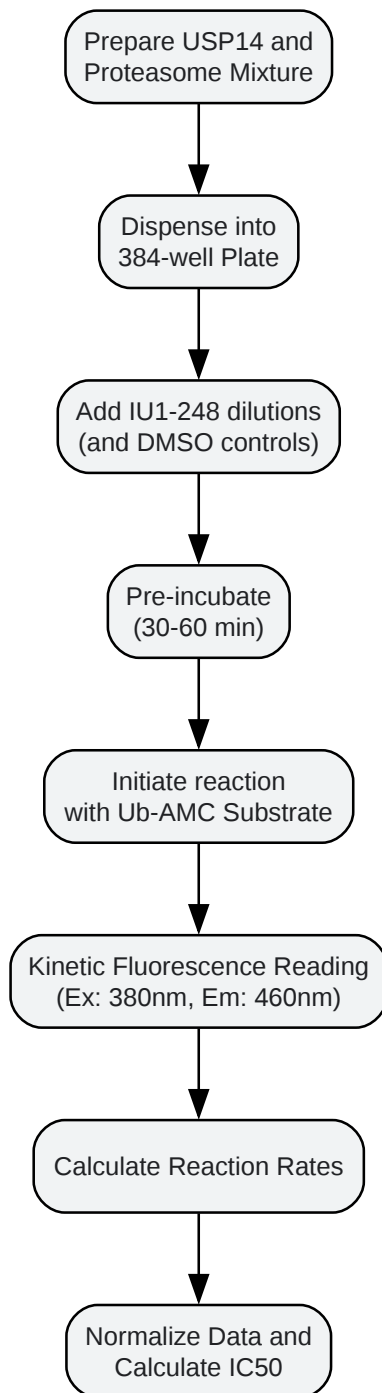 Prepare USP14 and
Proteasome Mixture
Dispense into
384-well Plate
Add IU1-248 dilutions
(and DMSO controls)
Pre-incubate
(30-60 min)
Initiate reaction
with Ub-AMC Substrate
Kinetic Fluorescence Reading
(Ex: 380nm, Em: 460nm)
Calculate Reaction Rates
Normalize Data and
Calculate IC50